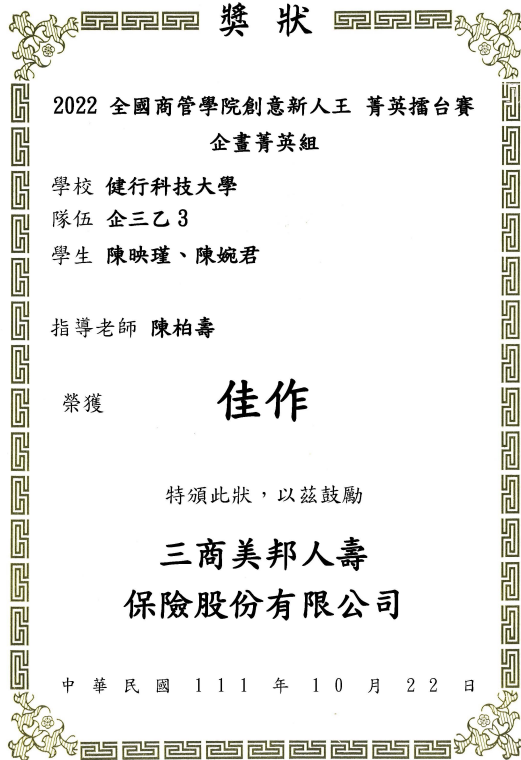 獎狀
2022 全國商管學院創意新人王 菁英擂台賽
企畫菁英組
學校 健行科技大學
隊伍 企三乙3
學生 陳映瑾、陳婉君
指導老師 陳柏壽
榮獲 佳作
特頒此狀，以茲鼓勵
三商美邦人壽
保險股份有限公司
中華民國111年10月22日